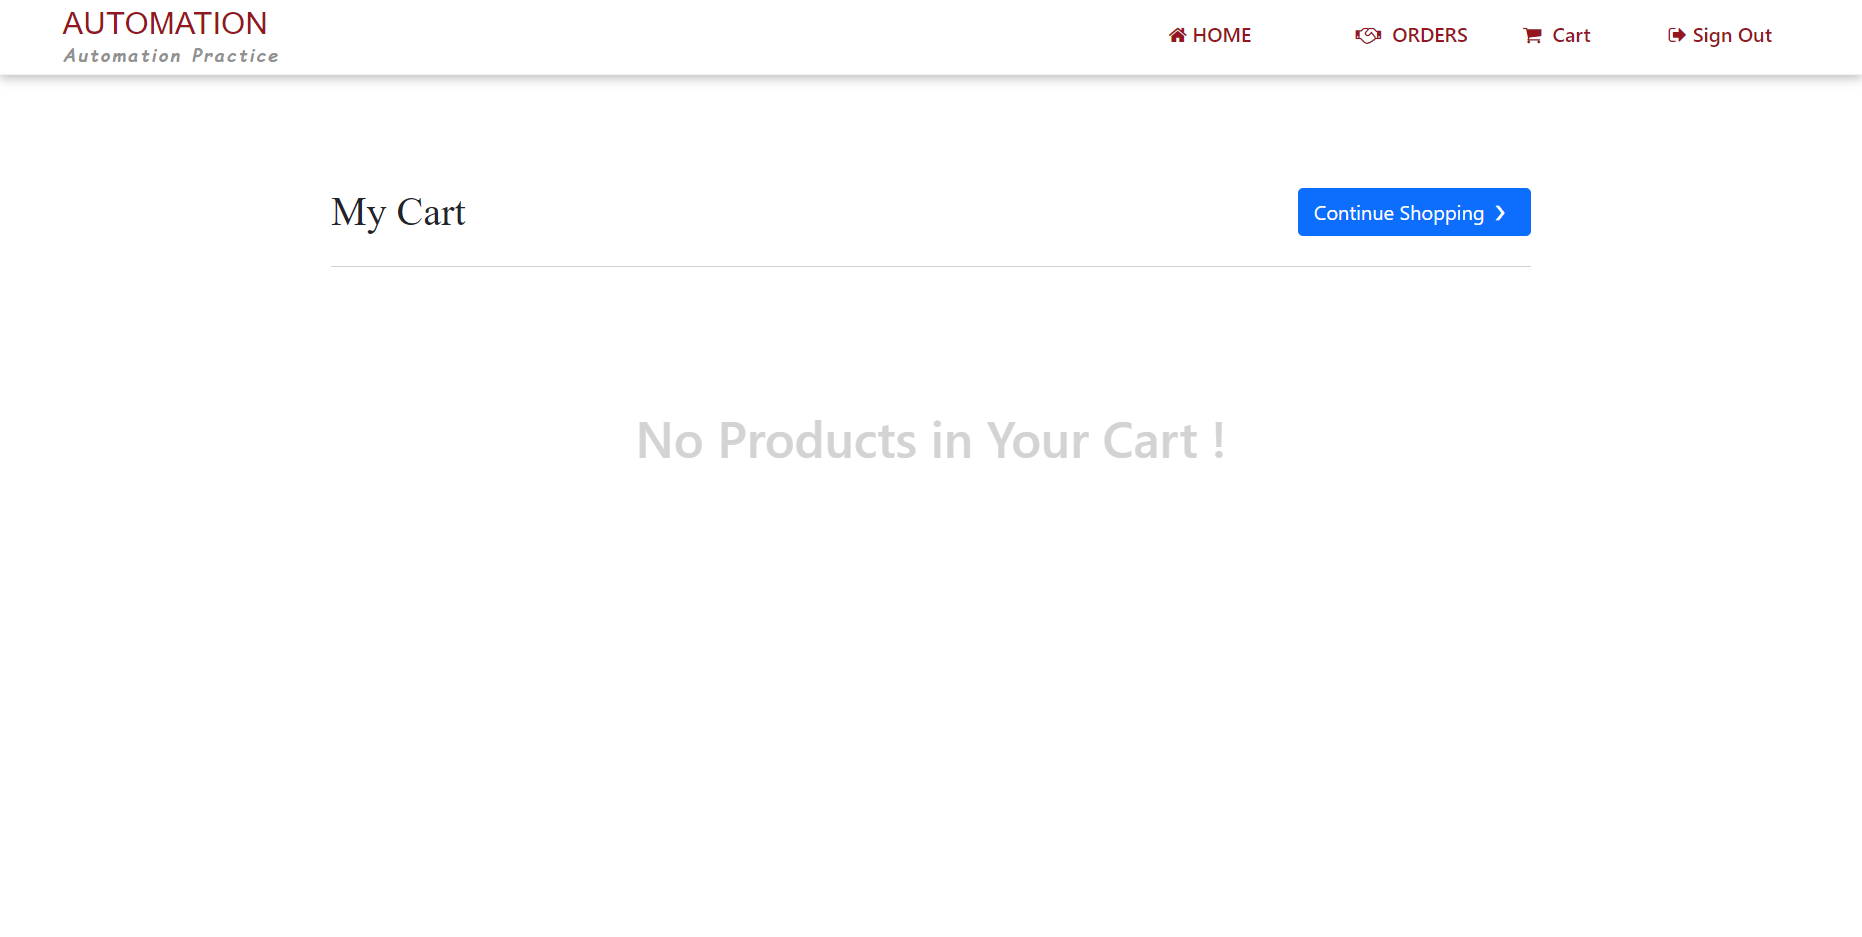 AUTOMATION
Automation Practice
HOME
ORDERS
Cart
Sign Out
My Cart
Continue Shopping
No Products in Your Cart !